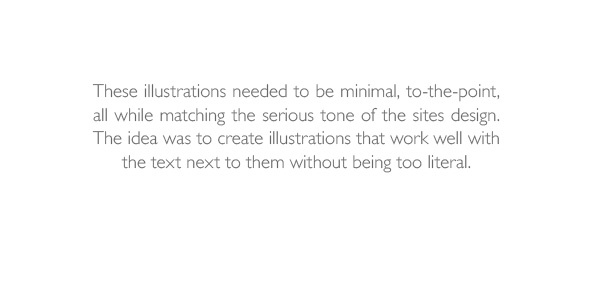 These illustrations needed to be minimal, to-the-point,
all while matching the serious tone of the sites design.
The idea was to create illustrations that work well with
the text next to them without being too literal.